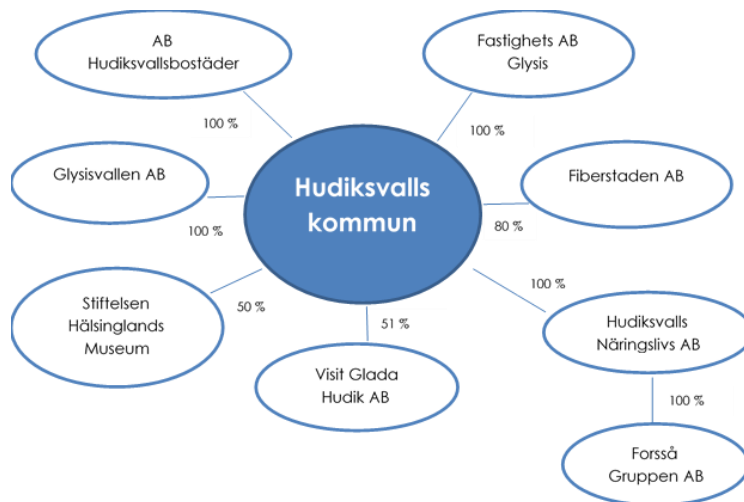 AB
Hudiksvallsbostäder
Fastighets AB
Glysis
100 %
100 %
Glysisvallen AB
Hudiksvalls
kommun
Fiberstaden AB
100 %
80 %
100 %
Stiftelsen
Hälsinglands
Museum
50 %
51 %
Hudiksvalls
Näringslivs AB
Visit Glada
Hudik AB
100 %
Forsså
Gruppen AB